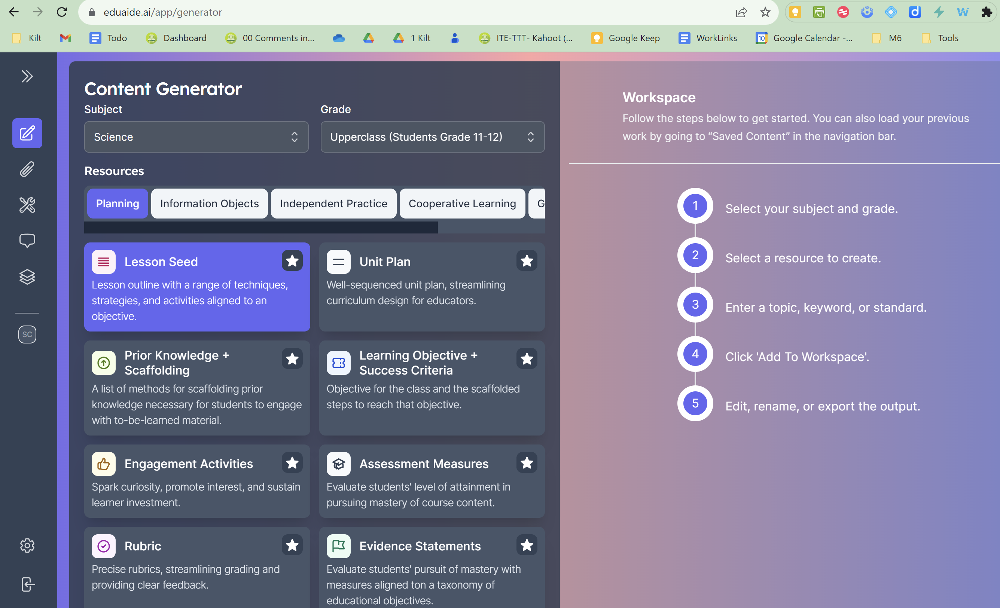 eduaide.ai/app/generator
Kilt
Todo
Dashboard
00 Comments in...
1 Kilt
ITE-TTT- Kahoot (...
Google Keep
WorkLinks
10
Google Calendar -...
M6
Tools
Content Generator
Subject
Grade
Science
Upperclass (Students Grade 11-12)
Resources
Planning
Information Objects
Independent Practice
Cooperative Learning
G
Lesson Seed
Lesson outline with a range of techniques,
strategies, and activities aligned to an
objective.
Unit Plan
Well-sequenced unit plan, streamlining
curriculum design for educators.
Prior Knowledge +
Scaffolding
A list of methods for scaffolding prior
knowledge necessary for students to engage
with to-be-learned material.
Learning Objective +
Success Criteria
Objective for the class and the scaffolded
steps to reach that objective.
Engagement Activities
Spark curiosity, promote interest, and sustain
learner investment.
Assessment Measures
Evaluate students' level of attainment in
pursuing mastery of course content.
Rubric
Precise rubrics, streamlining grading and
providing clear feedback.
Evidence Statements
Evaluate students' pursuit of mastery with
measures aligned ton a taxonomy of
educational objectives.
SC
Workspace
Follow the steps below to get started. You can also load your previous
work by going to “Saved Content” in the navigation bar.
1 Select your subject and grade.
2 Select a resource to create.
3 Enter a topic, keyword, or standard.
4 Click 'Add To Workspace'.
5 Edit, rename, or export the output.